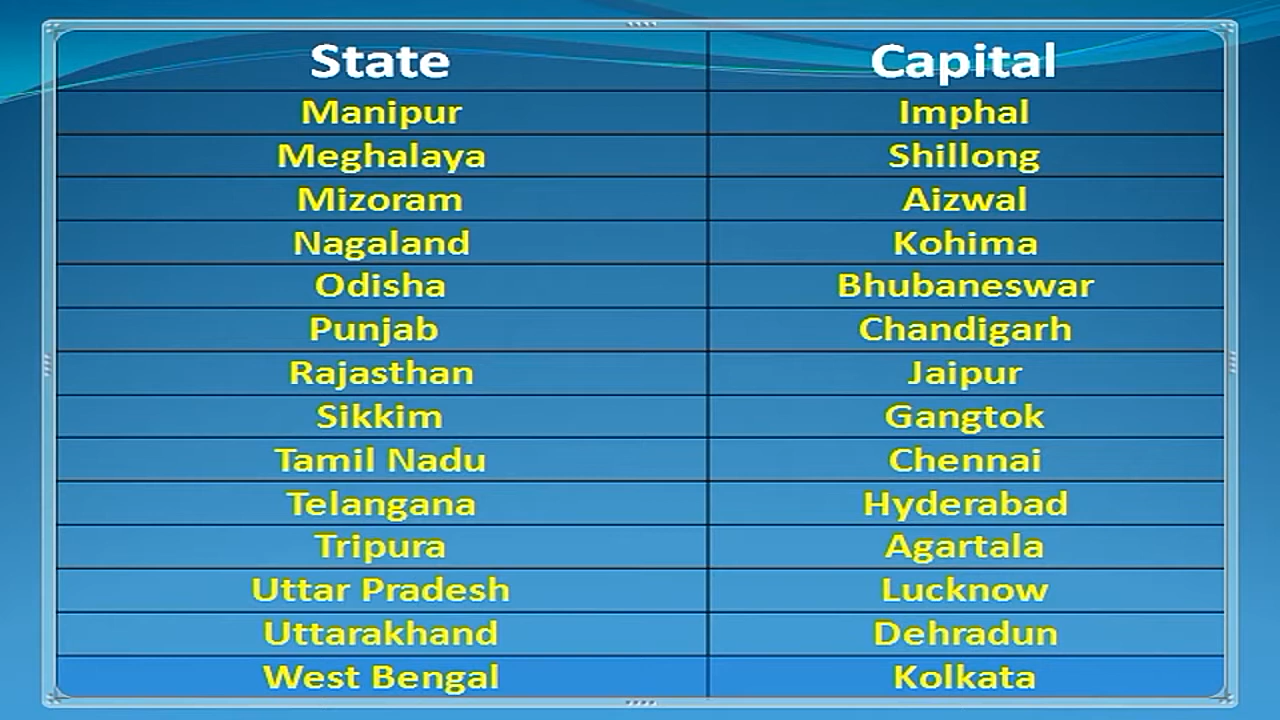 State Capital
Manipur Imphal
Meghalaya Shillong
Mizoram Aizwal
Nagaland Kohima
Odisha Bhubaneswar
Punjab Chandigarh
Rajasthan Jaipur
Sikkim Gangtok
Tamil Nadu Chennai
Telangana Hyderabad
Tripura Agartala
Uttar Pradesh Lucknow
Uttarakhand Dehradun
West Bengal Kolkata